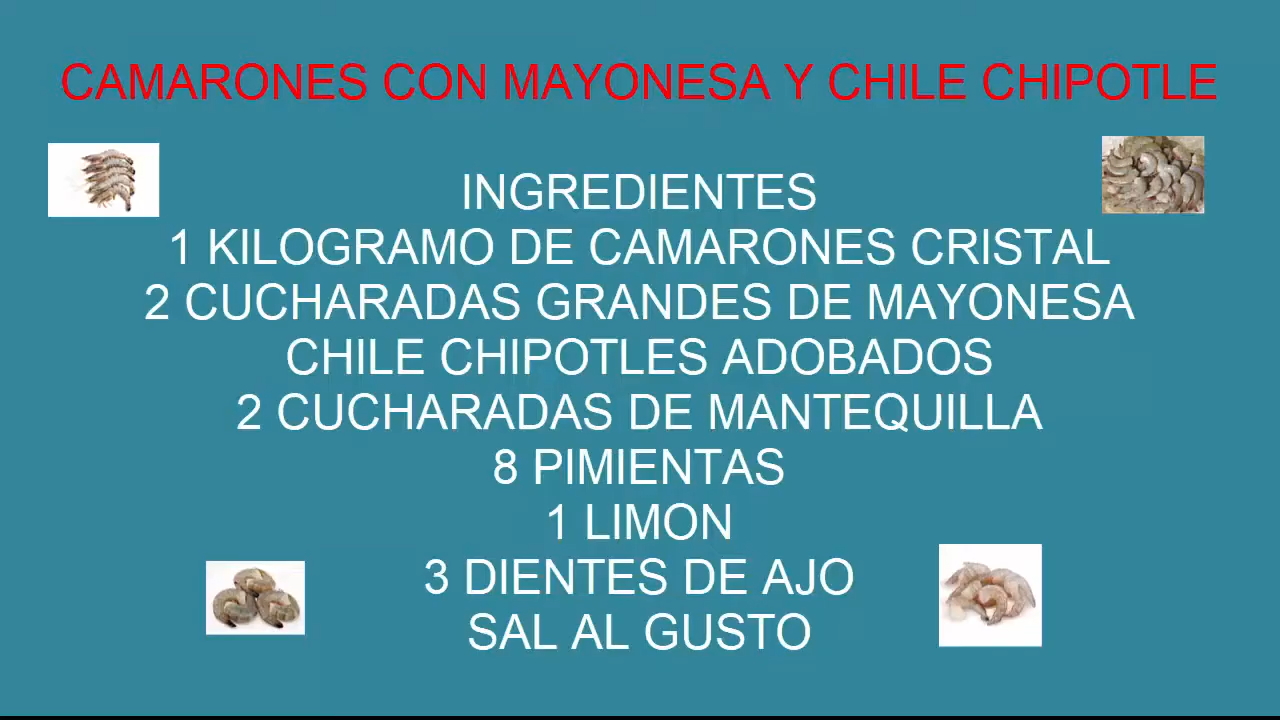 CAMARONES CON MAYONESA Y CHILE CHIPOTLE
INGREDIENTES
1 KILOGRAMO DE CAMARONES CRISTAL
2 CUCHARADAS GRANDES DE MAYONESA
CHILE CHIPOTLES ADOBADOS
2 CUCHARADAS DE MANTEQUILLA
8 PIMIENTAS
1 LIMON
3 DIENTES DE AJO
SAL AL GUSTO